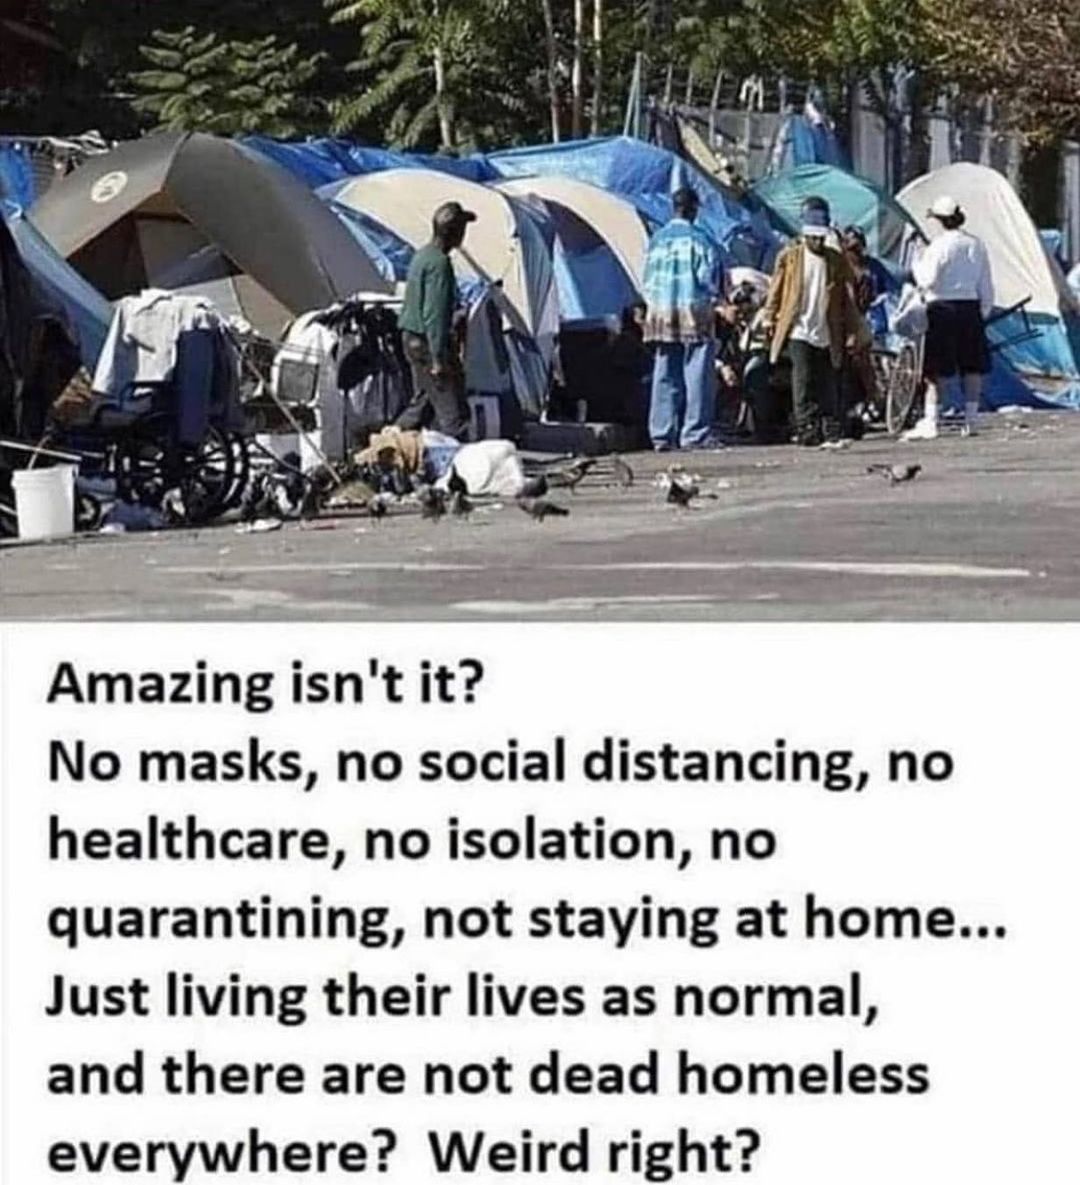 Amazing isn't it?
No masks, no social distancing, no
healthcare, no isolation, no
quarantining, not staying at home...
Just living their lives as normal,
and there are not dead homeless
everywhere? Weird right?